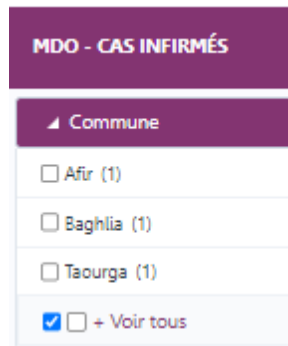 MDO - CAS INFIRMÉS
Commune
Afir (1)
Baghlia (1)
Taourga (1)
+ Voir tous